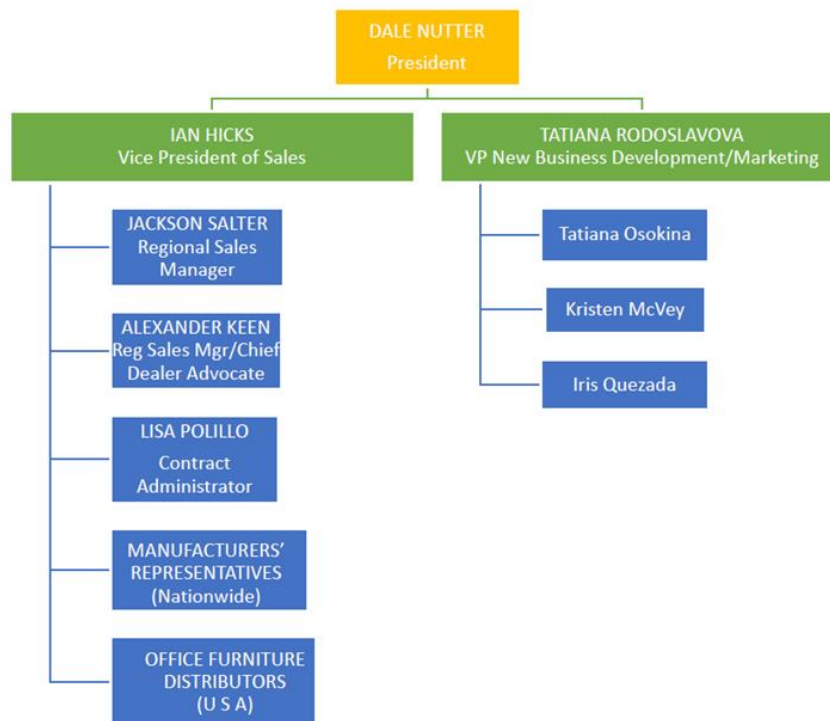 DALE NUTTER
President
IAN HICKS
Vice President of Sales
TATIANA RODOSLAVOVA
VP New Business Development/Marketing
JACKSON SALTER
Regional Sales
Manager
ALEXANDER KEEN
Reg Sales Mgr/Chief
Dealer Advocate
LISA POLILLO
Contract
Administrator
MANUFACTURERS’
REPRESENTATIVES
(Nationwide)
OFFICE FURNITURE
DISTRIBUTORS
(U S A)
Tatiana Osokina
Kristen McVey
Iris Quezada